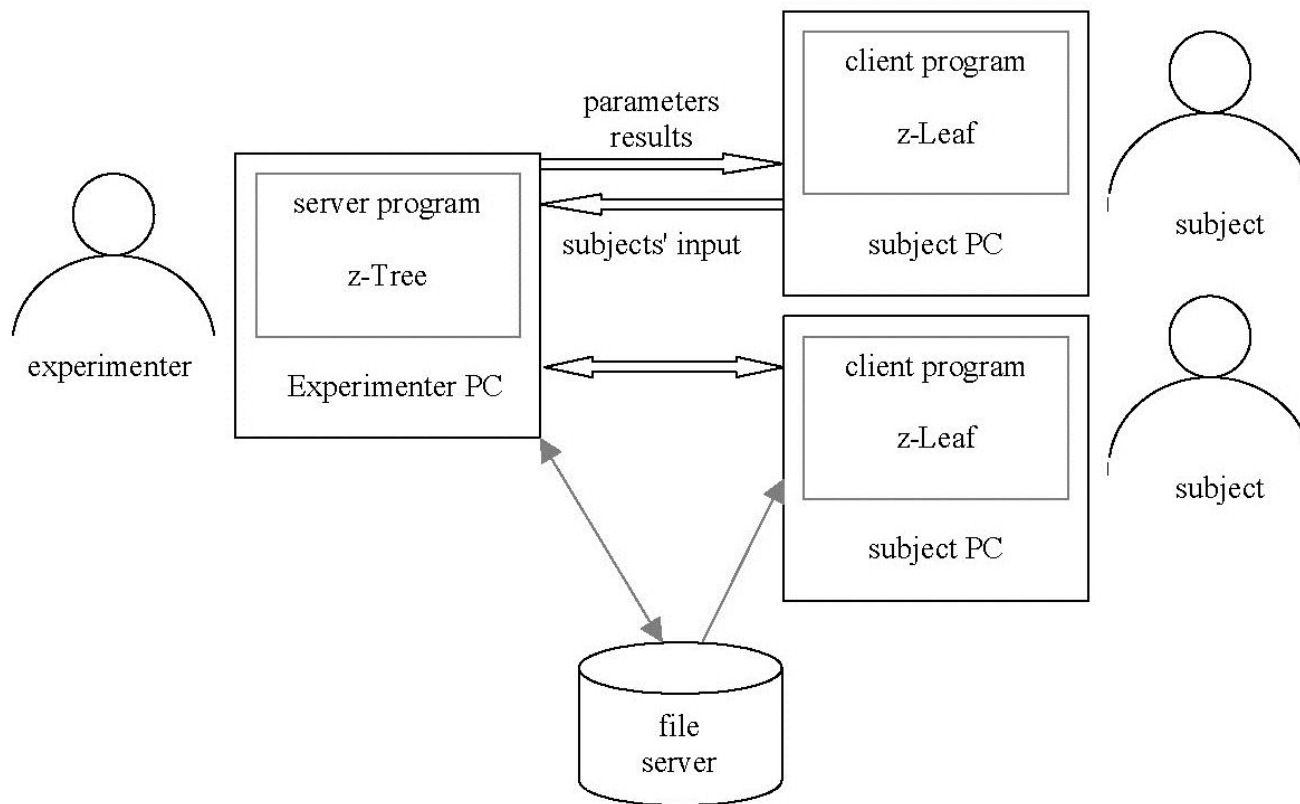 client program
z-Leaf
subject PC
subject
parameters
results
subjects' input
server program
z-Tree
Experimenter PC
experimenter
client program
z-Leaf
subject PC
subject
file
server